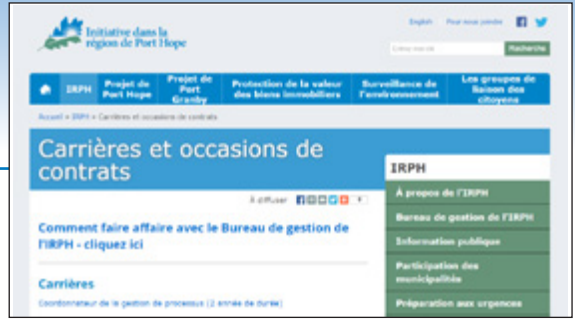 Initiative dans la
région de Port Hope
English Pour nous joindre
Recherche
IRPH
Projet de
Port Hope
Projet de
Port
Granby
Protection de la valeur
des biens immobiliers
Surveillance de
l'environnement
Les groupes de
liaison des
citoyens
Accueil » IRPH » Carrières et occasions de contrats
Carrières et occasions de
contrats
À diffuser
Comment faire affaire avec le Bureau de gestion de
l'IRPH - cliquez ici
Carrières
Coordonnateur de la gestion de processus (2 année de durée)
IRPH
À propos de l'IRPH
Bureau de gestion de l'IRPH
Information publique
Participation des
municipalités
Préparation aux urgences